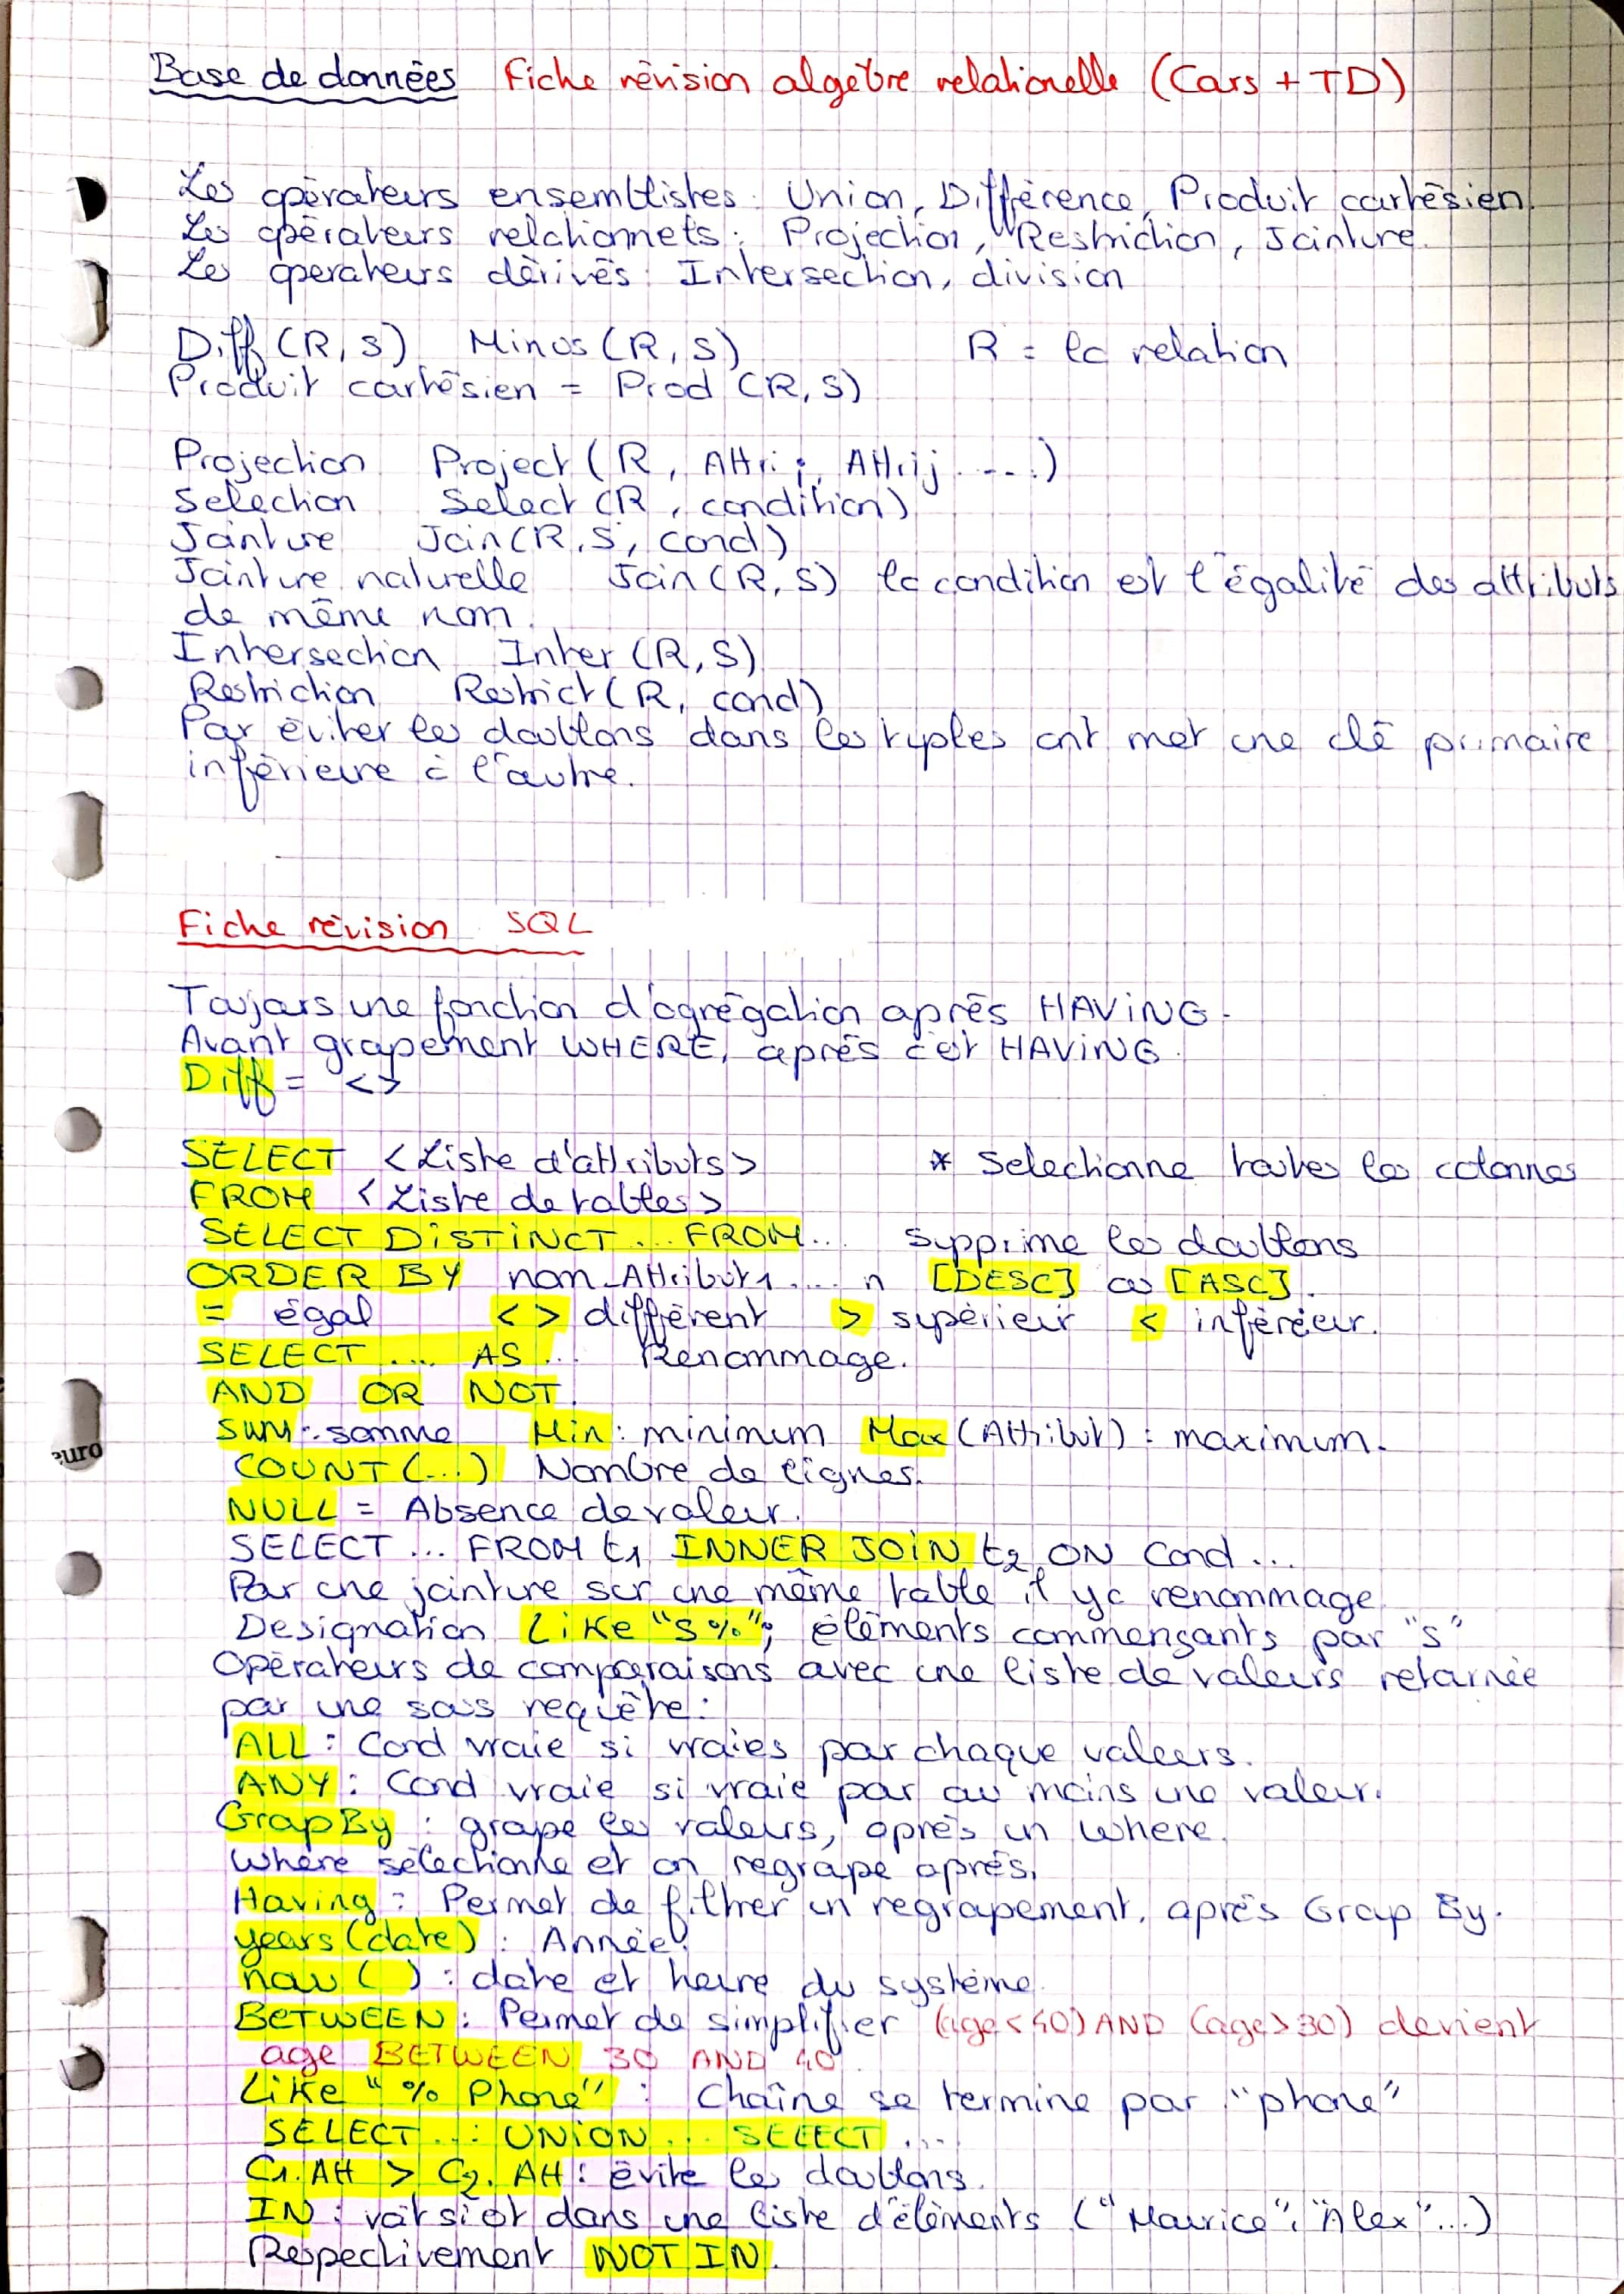 Base de données Fiche révision algèbre relationelle (Cours + TD)
Les opérateurs ensemblistes : Union, Différence, Produit cartésien.
Les opérateurs relationnels : Projection, Restriction, Jointure.
Les operateurs dérivés : Intersection, division
Diff (R, S) Minus (R, S) R = la relation
Produit cartésien = Prod (R, S)
Projection Project (R, Attri i, Attrij ....)
Selection Select (R, condition)
Jointure Join (R, S, cond)
Jointure naturelle Join (R, S) la condition est l'égalité des attributs
de même nom.
Intersection Inter (R, S)
Restriction Restrict (R, cond)
Pour éviter les doublons dans les tuples ont met une clé primaire
inférieure à l'autre.
Fiche révision SQL
Toujours une fonction d'agrégation après HAVING.
Avant groupement WHERE, après c'est HAVING.
Diff = <>
SELECT <Liste d'attributs> * Selectionne toutes les colonnes
FROM <Liste de tables>
SELECT DISTINCT ... FROM... supprime les doublons
ORDER BY nom_Attribut1 .... n [DESC] ou [ASC].
= égal <> différent > supérieur < inférieur.
SELECT .... AS ... Renommage.
AND OR NOT.
SUM : somme Min : minimum Max (Attribut) : maximum.
COUNT (...) Nombre de lignes.
NULL = Absence de valeur.
SELECT ... FROM t1 INNER JOIN t2 ON Cond ...
Pour une jointure sur une même table il ya renommage
Designation Like "S%"; éléments commençants par "S"
Opérateurs de comparaisons avec une liste de valeurs retournée
par une sous requête :
ALL : Cond vraie si vraies pour chaque valeurs.
ANY : Cond vraie si vraie pour au moins une valeur.
Group By : groupe les valeurs, après un where.
Where sélectionne et on regroupe après.
Having : Permet de filtrer un regroupement, après Group By.
years (date) : Année.
now ( ) : date et heure du système.
BETWEEN : Permet de simplifier (age < 40) AND (age > 30) devient
age BETWEEN 30 AND 40.
Like "% Phone" : Chaîne se termine par "phone"
SELECT ... UNION ... SELECT ...
C1.Att > C2.Att : évite les doublons.
IN : voit si est dans une liste d'éléments ("Maurice", "Alex"...)
Respectivement NOT IN.
euro